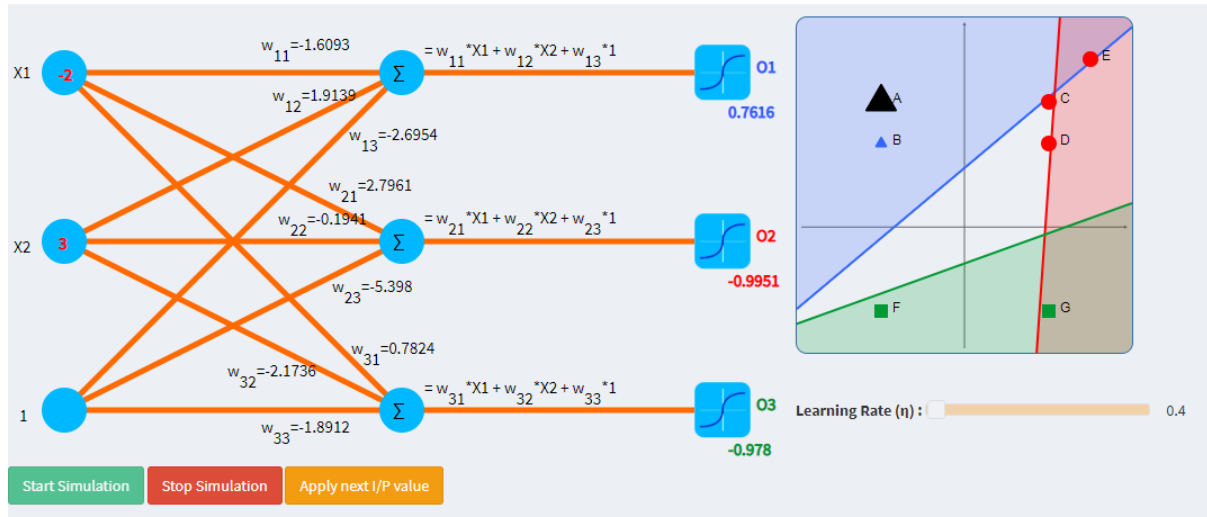 w11=-1.6093
= w11*X1 + w12*X2 + w13*1
X1
-2
Σ
O1
w12=1.9139
0.7616
w13=-2.6954
w21=2.7961
w22=-0.1941
= w21*X1 + w22*X2 + w23*1
X2
3
Σ
O2
-0.9951
w23=-5.398
w31=0.7824
w32=-2.1736
= w31*X1 + w32*X2 + w33*1
1
Σ
O3
w33=-1.8912
-0.978
E
A
C
B
D
F
G
Learning Rate (η) :
0.4
Start Simulation
Stop Simulation
Apply next I/P value